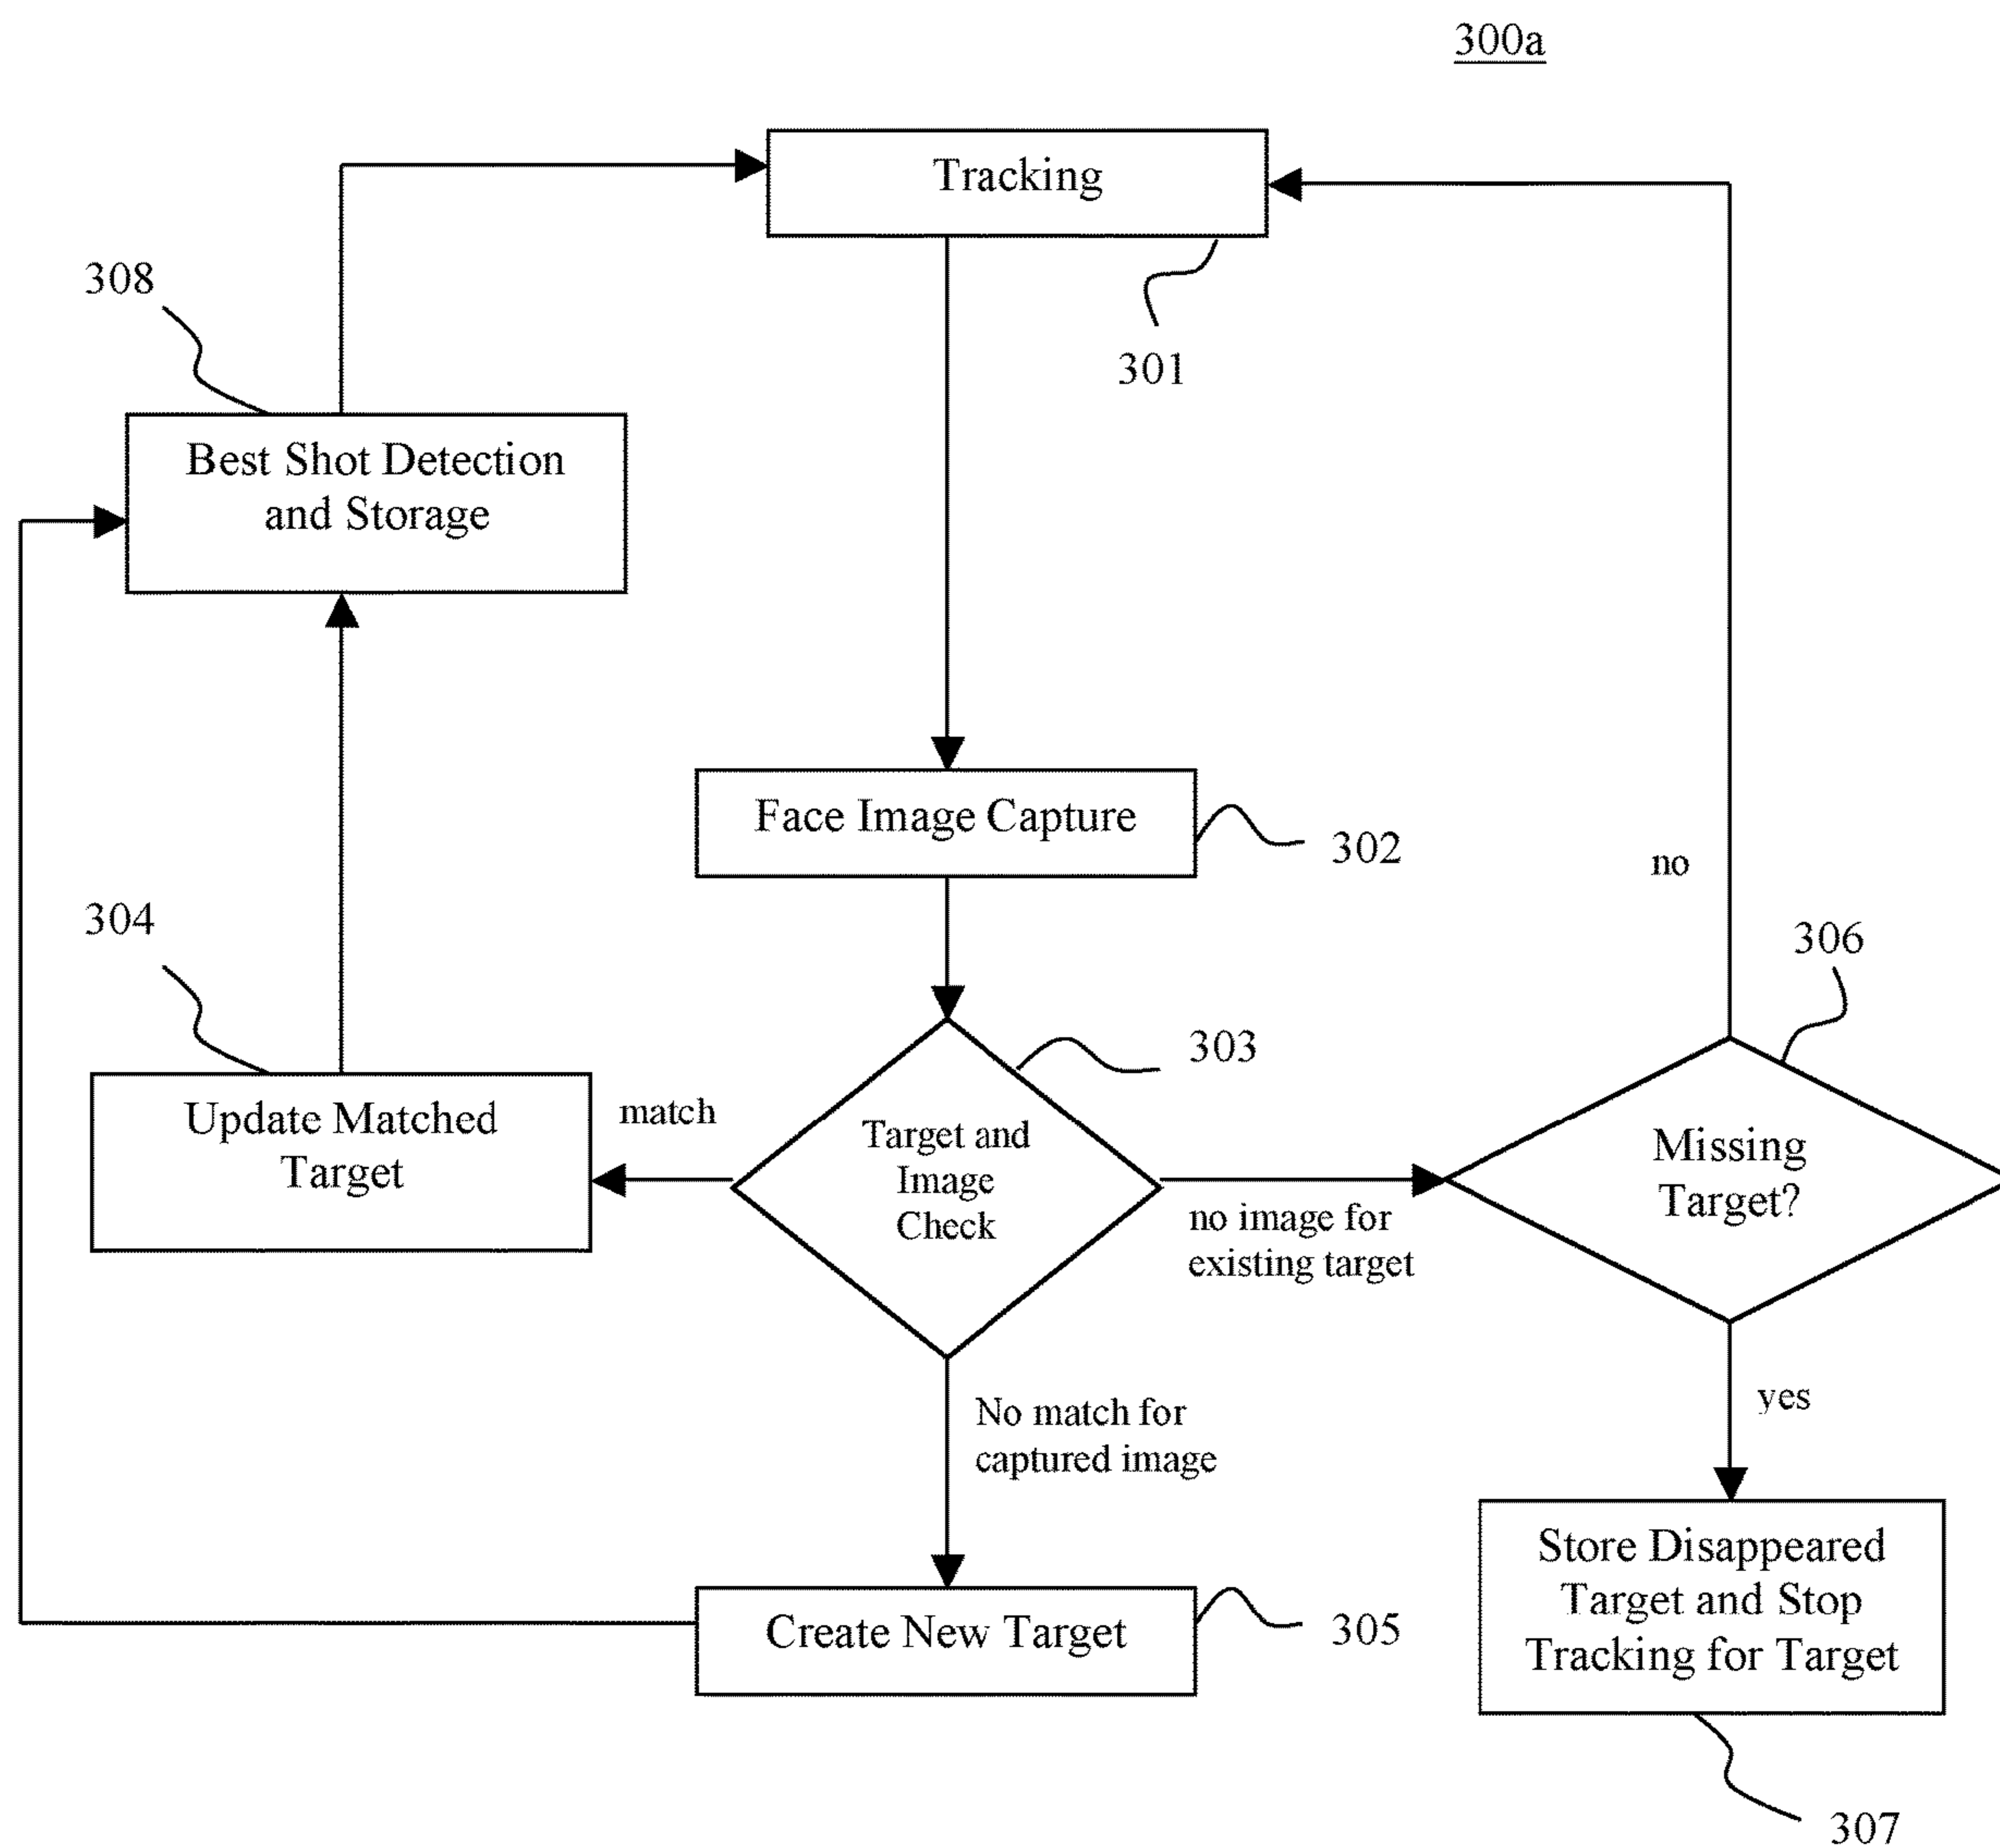 300a
Tracking
301
308
Best Shot Detection
and Storage
Face Image Capture
302
no
304
306
303
Update Matched
Target
match
Target and
Image
Check
no image for
existing target
Missing
Target?
No match for
captured image
yes
Create New Target
305
Store Disappeared
Target and Stop
Tracking for Target
307